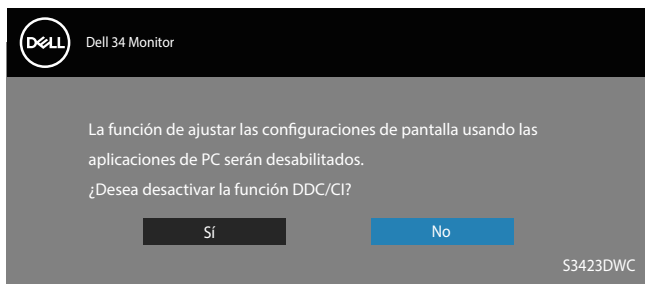 DELL
Dell 34 Monitor
La función de ajustar las configuraciones de pantalla usando las
aplicaciones de PC serán desabilitados.
¿Desea desactivar la función DDC/CI?
Sí No
S3423DWC